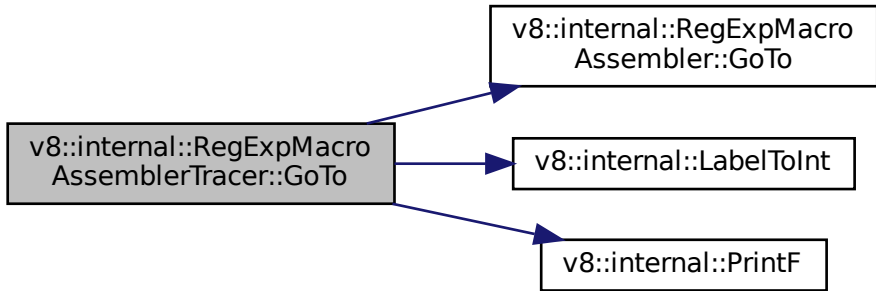 v8::internal::RegExpMacro
AssemblerTracer::GoTo
v8::internal::RegExpMacro
Assembler::GoTo
v8::internal::LabelToInt
v8::internal::PrintF